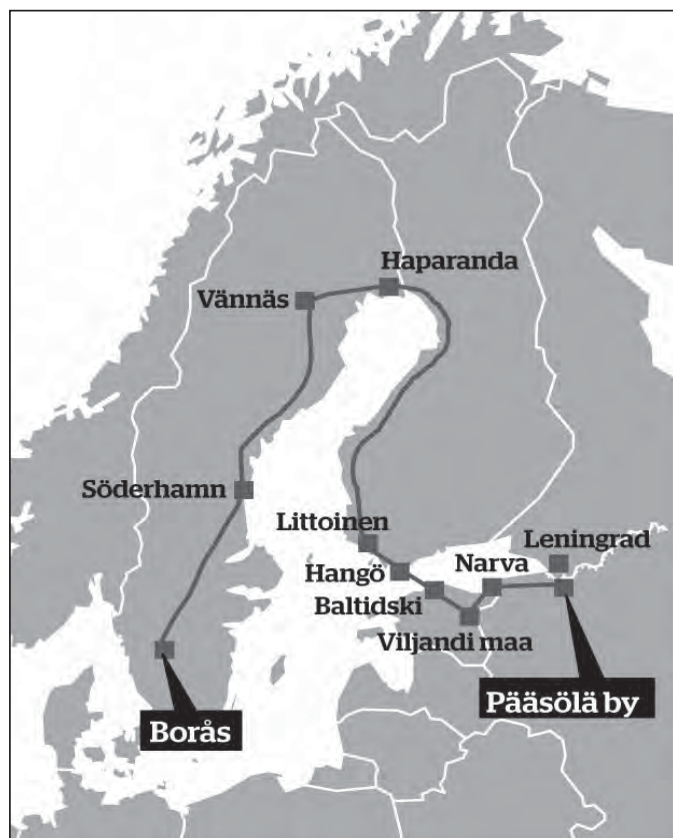 Haparanda
Vännäs
Söderhamn
Littoinen
Leningrad
Narva
Hangö
Baltidski
Viljandi maa
Pääsölä by
Borås